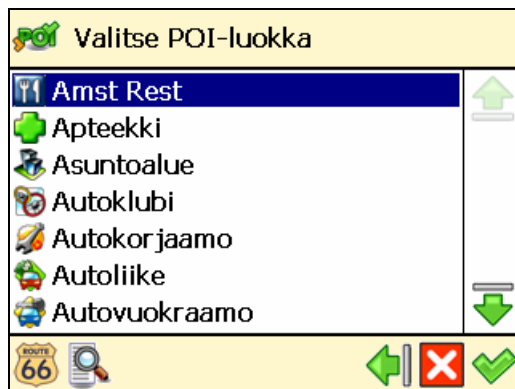 POI Valitse POI-luokka
Amst Rest
Apteekki
Asuntoalue
Autoklubi
Autokorjaamo
Autoliike
Autovuokraamo
ROUTE
66